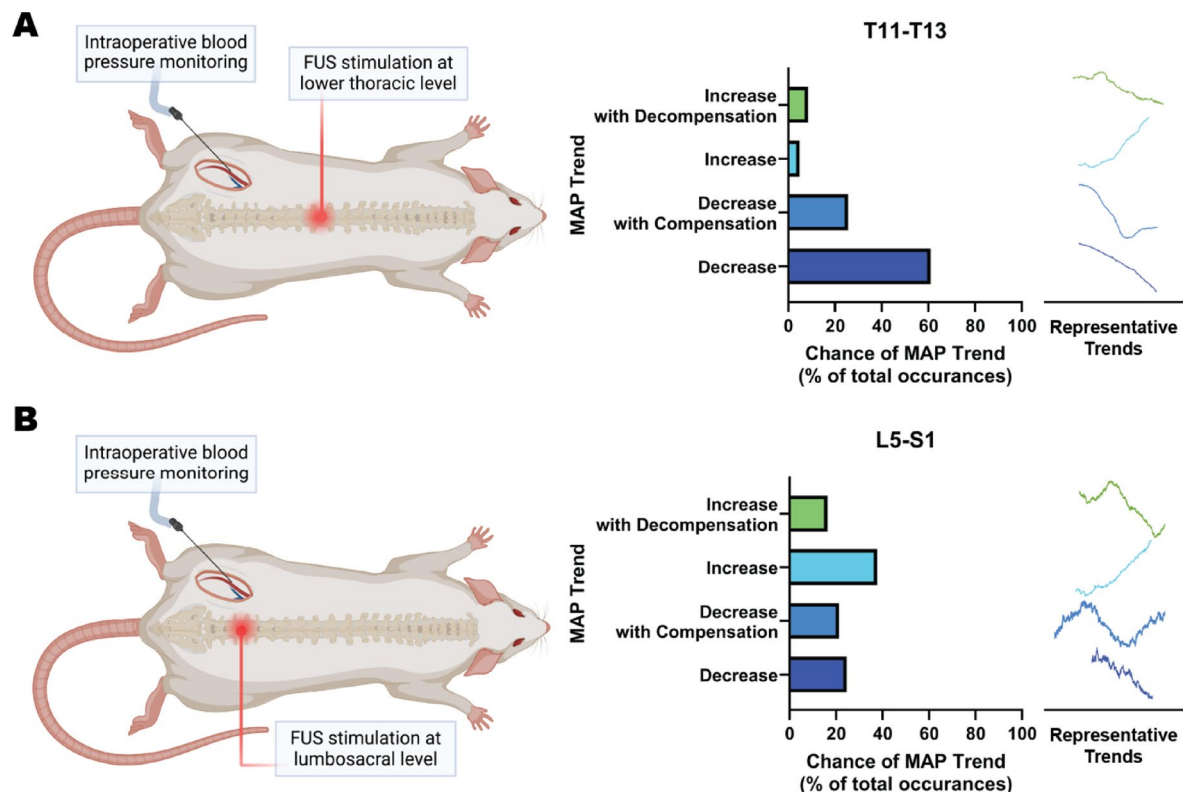 A
Intraoperative blood
pressure monitoring
FUS stimulation at
lower thoracic level
T11-T13
MAP Trend
Increase
with Decompensation
Increase
Decrease
with Compensation
Decrease
0 20 40 60 80 100
Chance of MAP Trend
(% of total occurances)
Representative
Trends
B
Intraoperative blood
pressure monitoring
FUS stimulation at
lumbosacral level
L5-S1
MAP Trend
Increase
with Decompensation
Increase
Decrease
with Compensation
Decrease
0 20 40 60 80 100
Chance of MAP Trend
(% of total occurances)
Representative
Trends